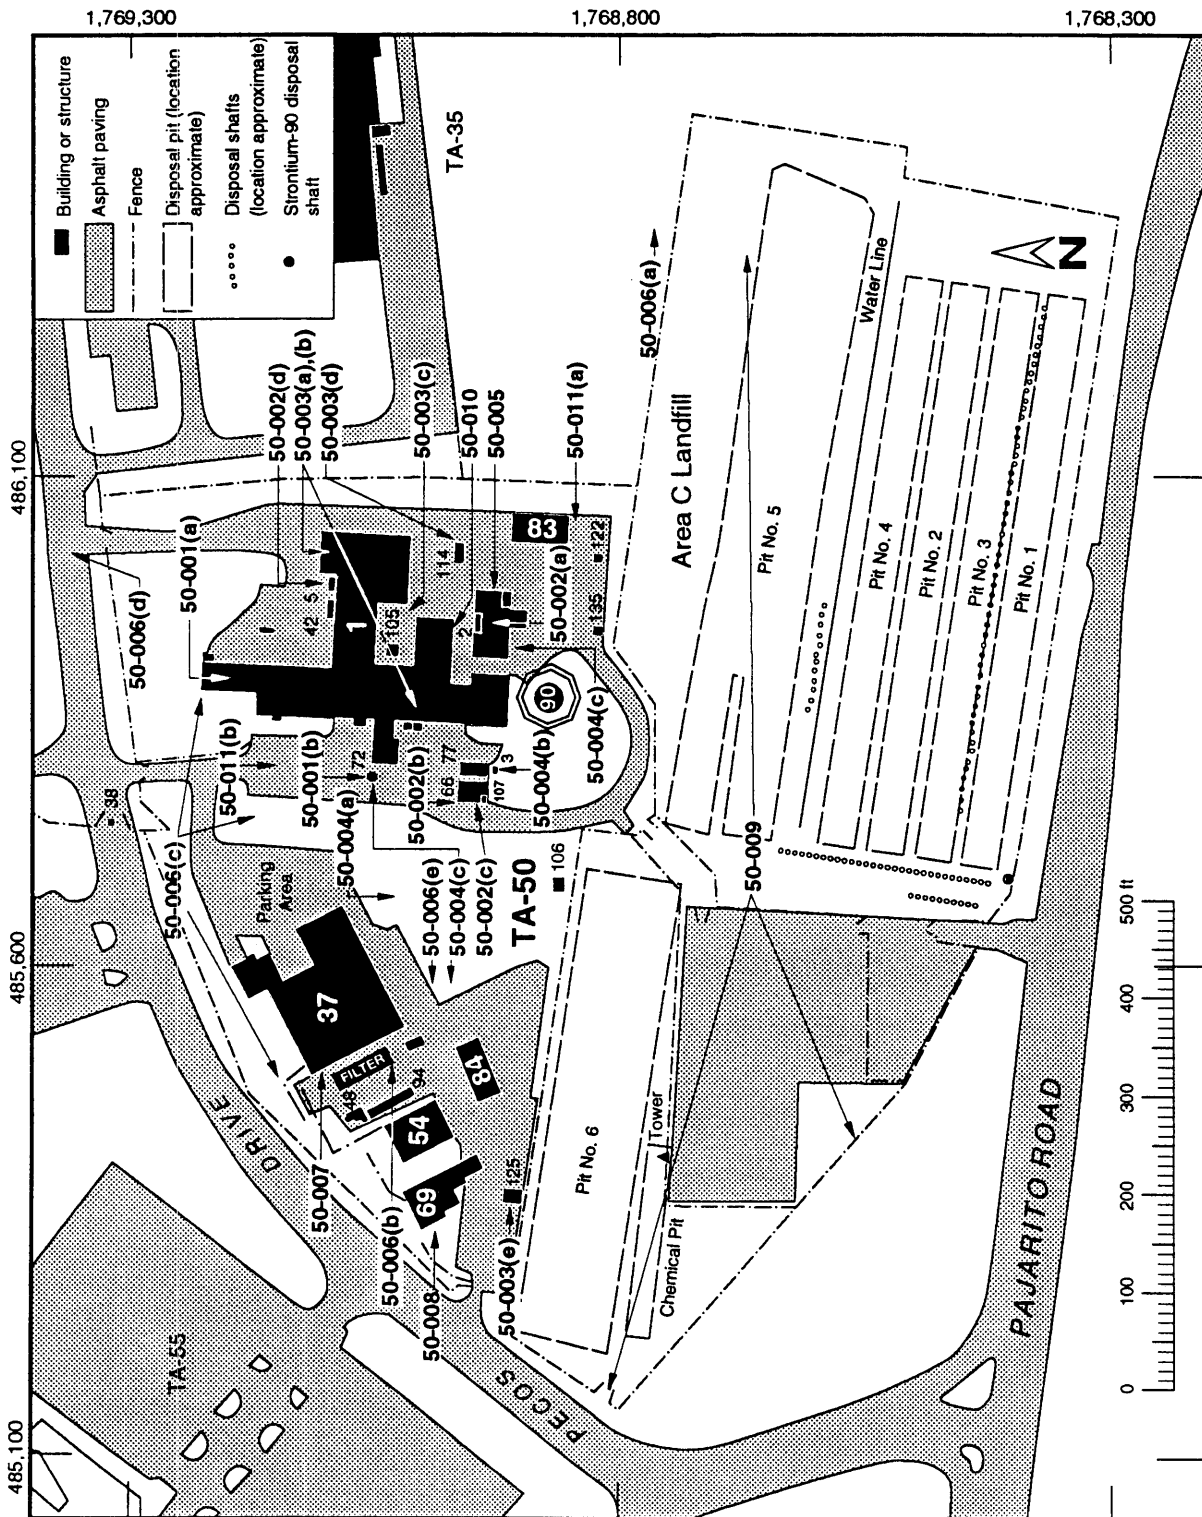 1,769,300
1,768,800
1,768,300
486,100
485,600
485,100
Building or structure
Asphalt paving
Fence
Disposal pit (location
approximate)
Disposal shafts
(location approximate)
Strontium-90 disposal
shaft
TA-35
TA-55
TA-50
50-002(d)
50-003(a),(b)
50-003(d)
50-003(c)
50-010
50-005
50-011(a)
50-006(a)
50-001(a)
50-006(d)
50-011(b)
50-001(b)
50-004(a)
50-002(b)
50-006(c)
50-006(e)
50-004(c)
50-002(c)
50-004(b)
50-004(c)
50-002(a)
50-009
50-007
50-006(b)
50-008
50-003(e)
38
42
5
1
105
114
83
122
135
2
90
72
66
77
107
3
106
Parking
Area
37
FILTER
48
94
84
54
69
125
Area C Landfill
Water Line
Pit No. 5
Pit No. 4
Pit No. 2
Pit No. 3
Pit No. 1
Pit No. 6
Tower
Chemical Pit
N
PECOS
DRIVE
PAJARITO ROAD
0
100
200
300
400
500 ft